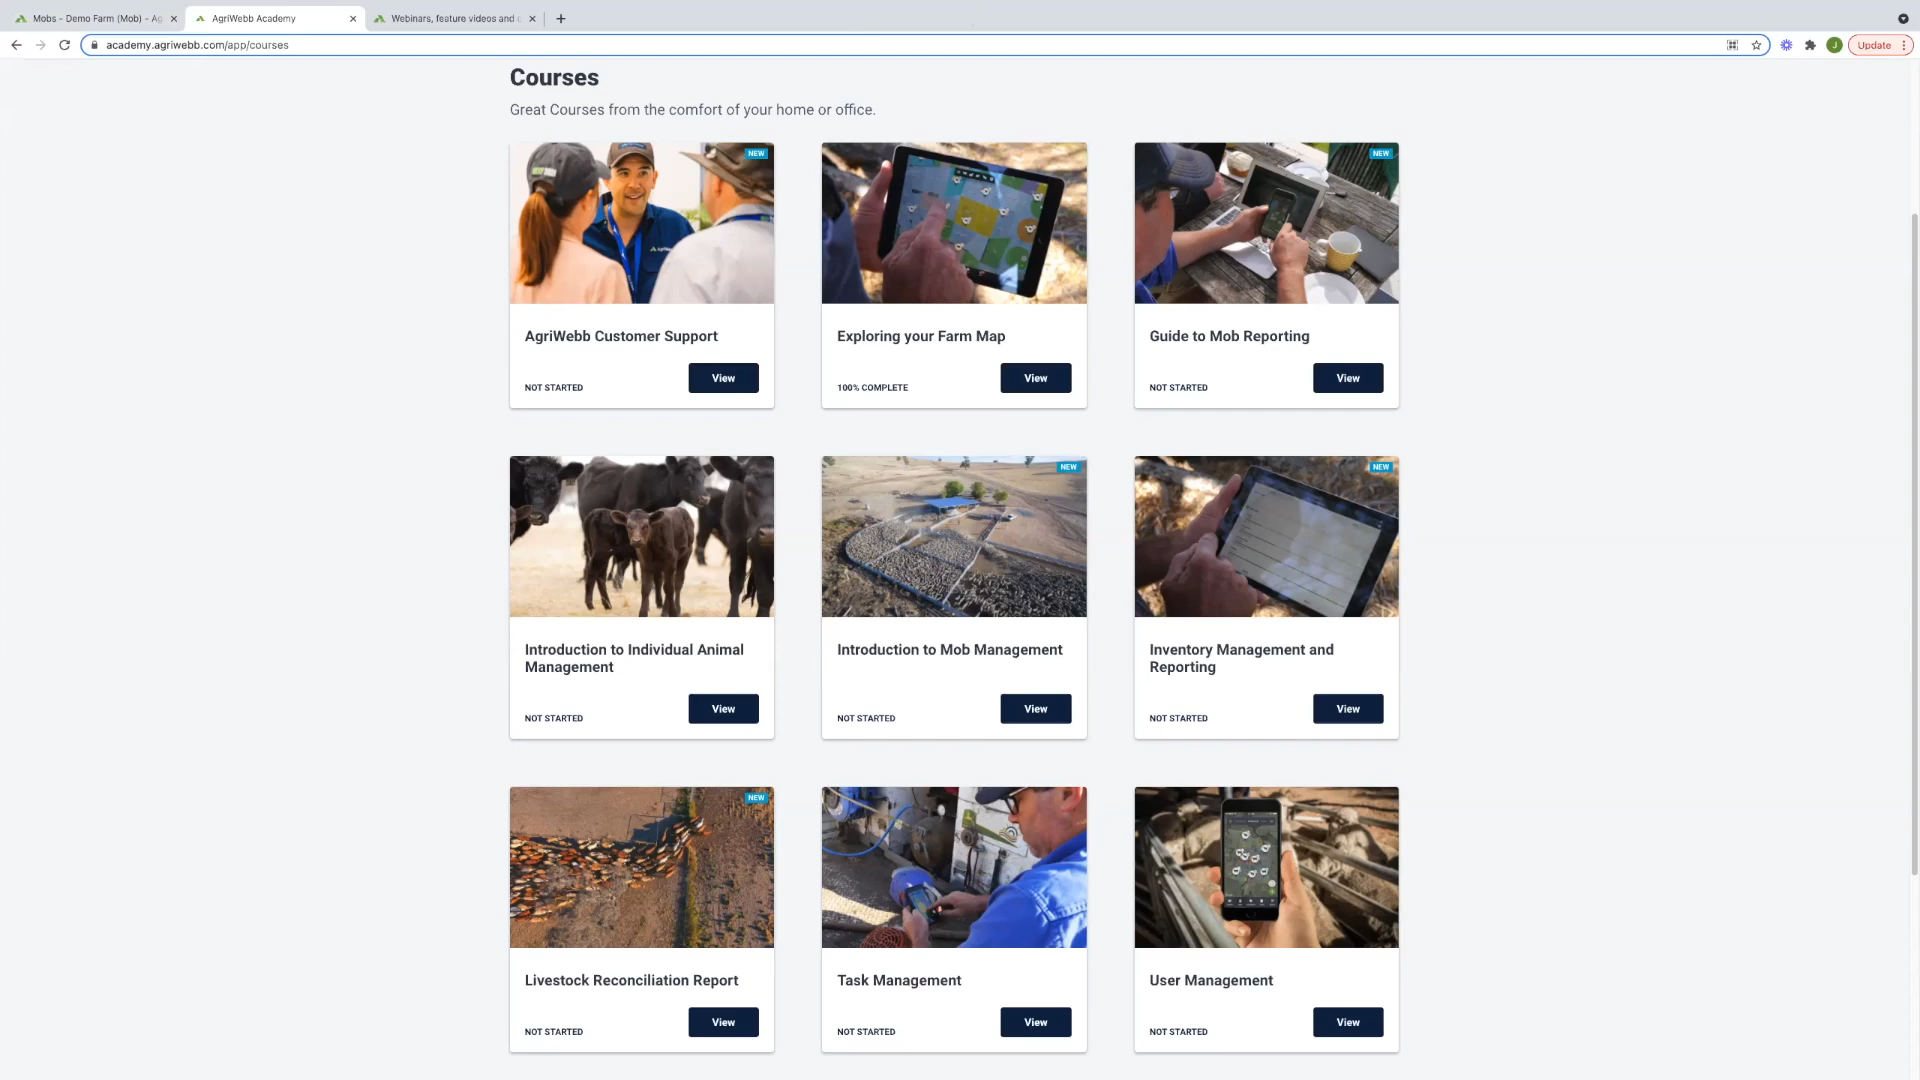 Mobs - Demo Farm (Mob) - Ag
AgriWebb Academy
Webinars, feature videos and c
academy.agriwebb.com/app/courses
J
Update
Courses
Great Courses from the comfort of your home or office.
NEW
NEW
AgriWebb Customer Support
Exploring your Farm Map
Guide to Mob Reporting
NOT STARTED
View
100% COMPLETE
View
NOT STARTED
View
NEW
NEW
Introduction to Individual Animal
Management
Introduction to Mob Management
Inventory Management and
Reporting
NOT STARTED
View
NOT STARTED
View
NOT STARTED
View
NEW
Livestock Reconciliation Report
Task Management
User Management
NOT STARTED
View
NOT STARTED
View
NOT STARTED
View